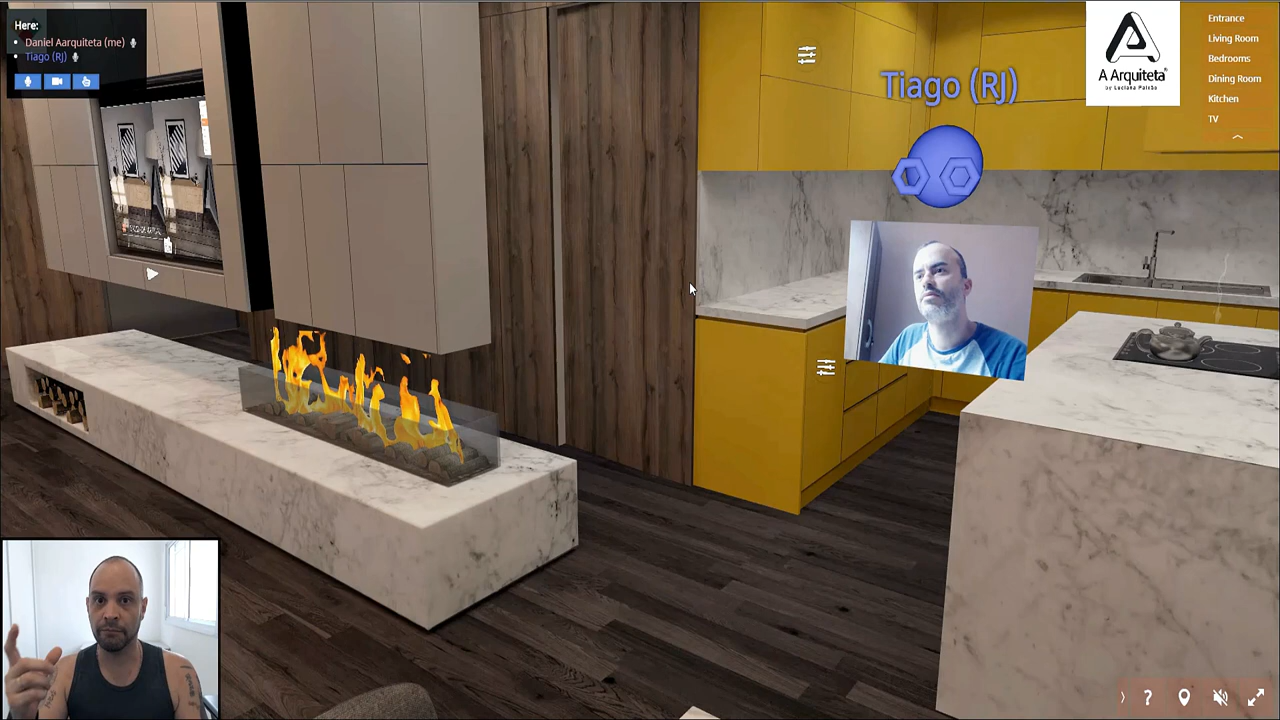 Here:
Daniel Aarquiteta (me)
Tiago (RJ)
Tiago (RJ)
A Arquiteta®
by Luciana Paixão
Entrance
Living Room
Bedrooms
Dining Room
Kitchen
TV
?